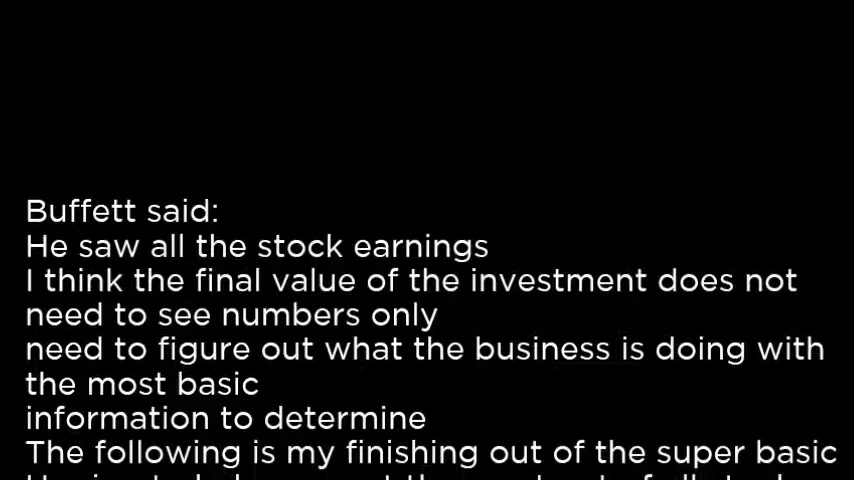 Buffett said:
He saw all the stock earnings
I think the final value of the investment does not
need to see numbers only
need to figure out what the business is doing with
the most basic
information to determine
The following is my finishing out of the super basic